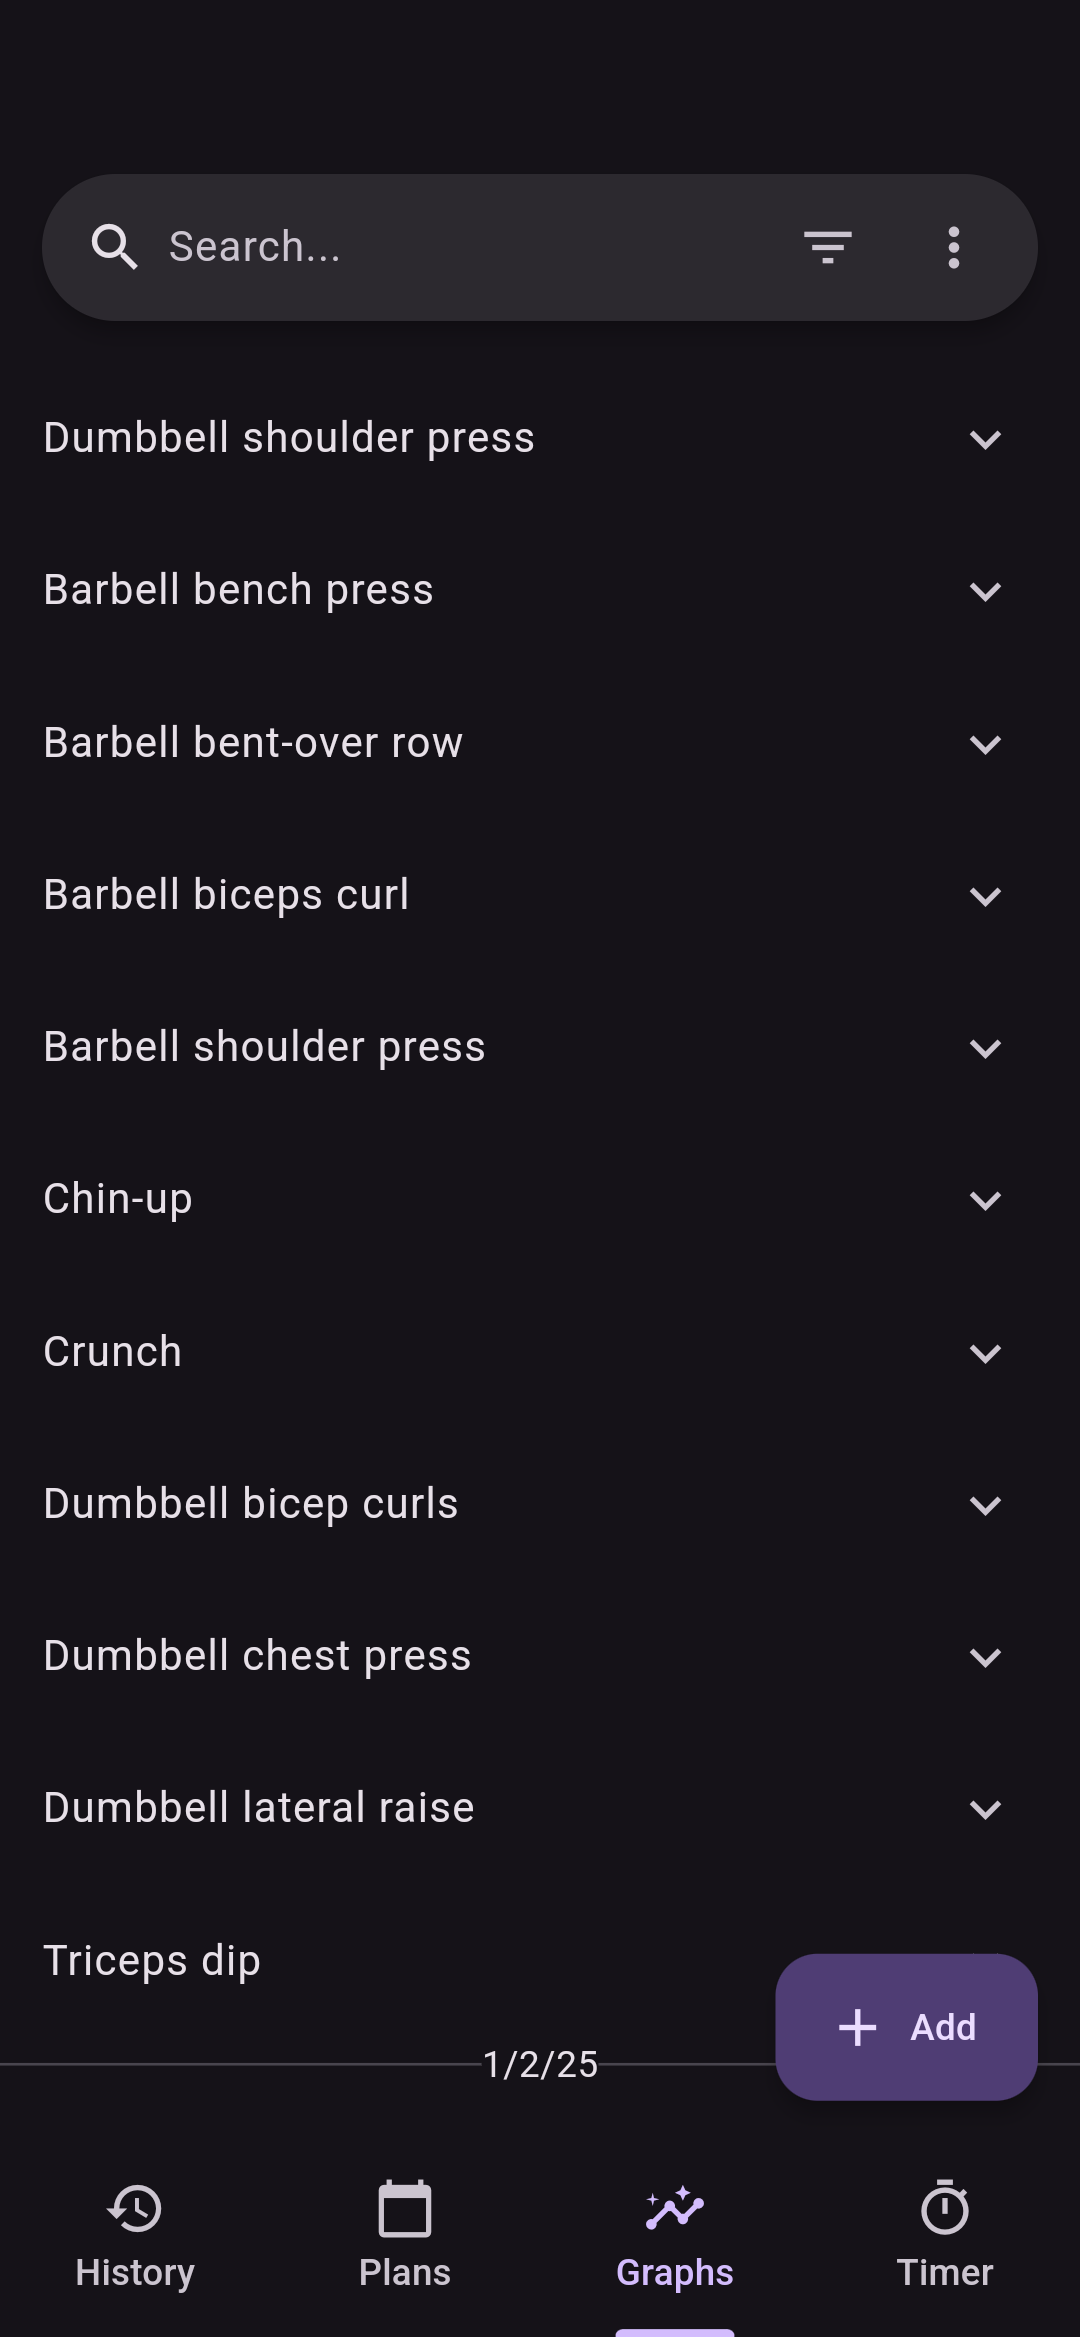 Search...
Dumbbell shoulder press
Barbell bench press
Barbell bent-over row
Barbell biceps curl
Barbell shoulder press
Chin-up
Crunch
Dumbbell bicep curls
Dumbbell chest press
Dumbbell lateral raise
Triceps dip
Add
1/2/25
History
Plans
Graphs
Timer